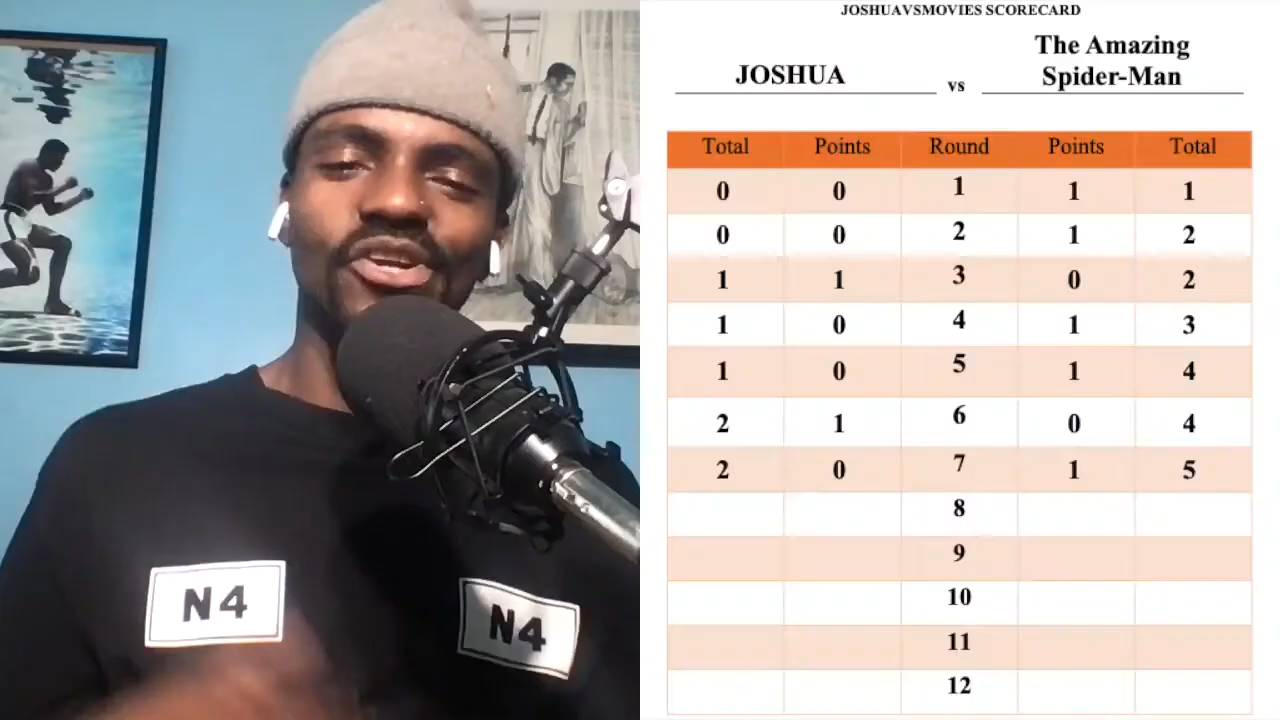 JOSHUAVSMOVIES SCORECARD
JOSHUA vs The Amazing
Spider-Man
Total Points Round Points Total
0 0 1 1 1
0 0 2 1 2
1 1 3 0 2
1 0 4 1 3
1 0 5 1 4
2 1 6 0 4
2 0 7 1 5
8
9
10
11
12
N4
N4